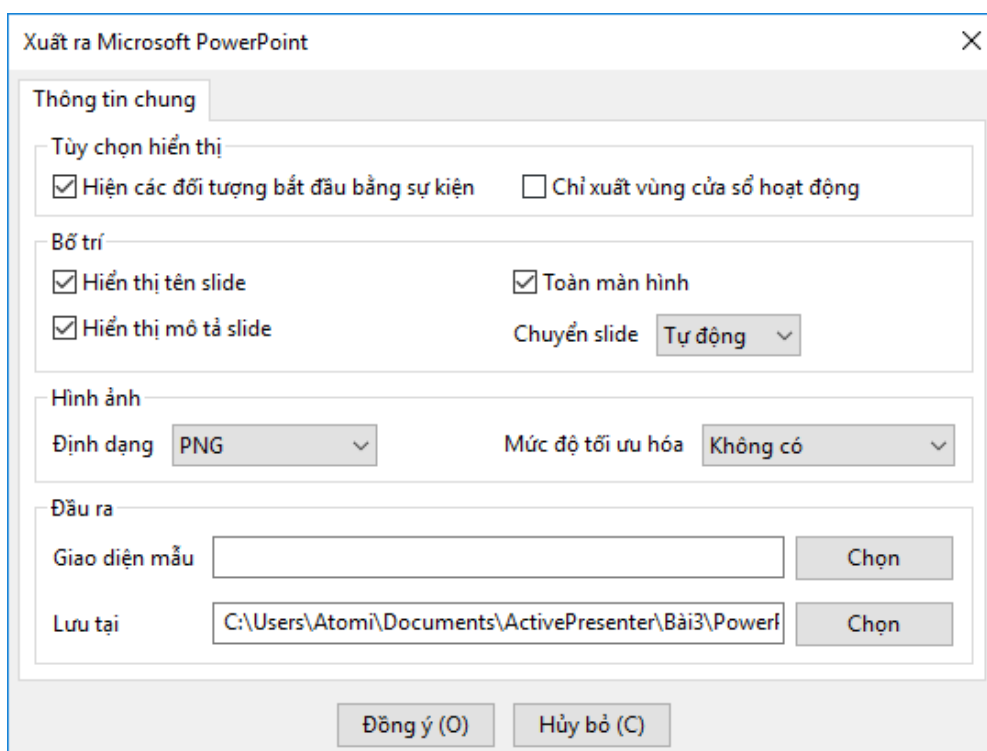 Xuất ra Microsoft PowerPoint
Thông tin chung
Tùy chọn hiển thị
Hiện các đối tượng bắt đầu bằng sự kiện
Chỉ xuất vùng cửa sổ hoạt động
Bố trí
Hiển thị tên slide
Toàn màn hình
Hiển thị mô tả slide
Chuyển slide Tự động
Hình ảnh
Định dạng PNG
Mức độ tối ưu hóa Không có
Đầu ra
Giao diện mẫu Chọn
Lưu tại C:\Users\Atomi\Documents\ActivePresenter\Bài3\Power Chọn
Đồng ý (O) Hủy bỏ (C)